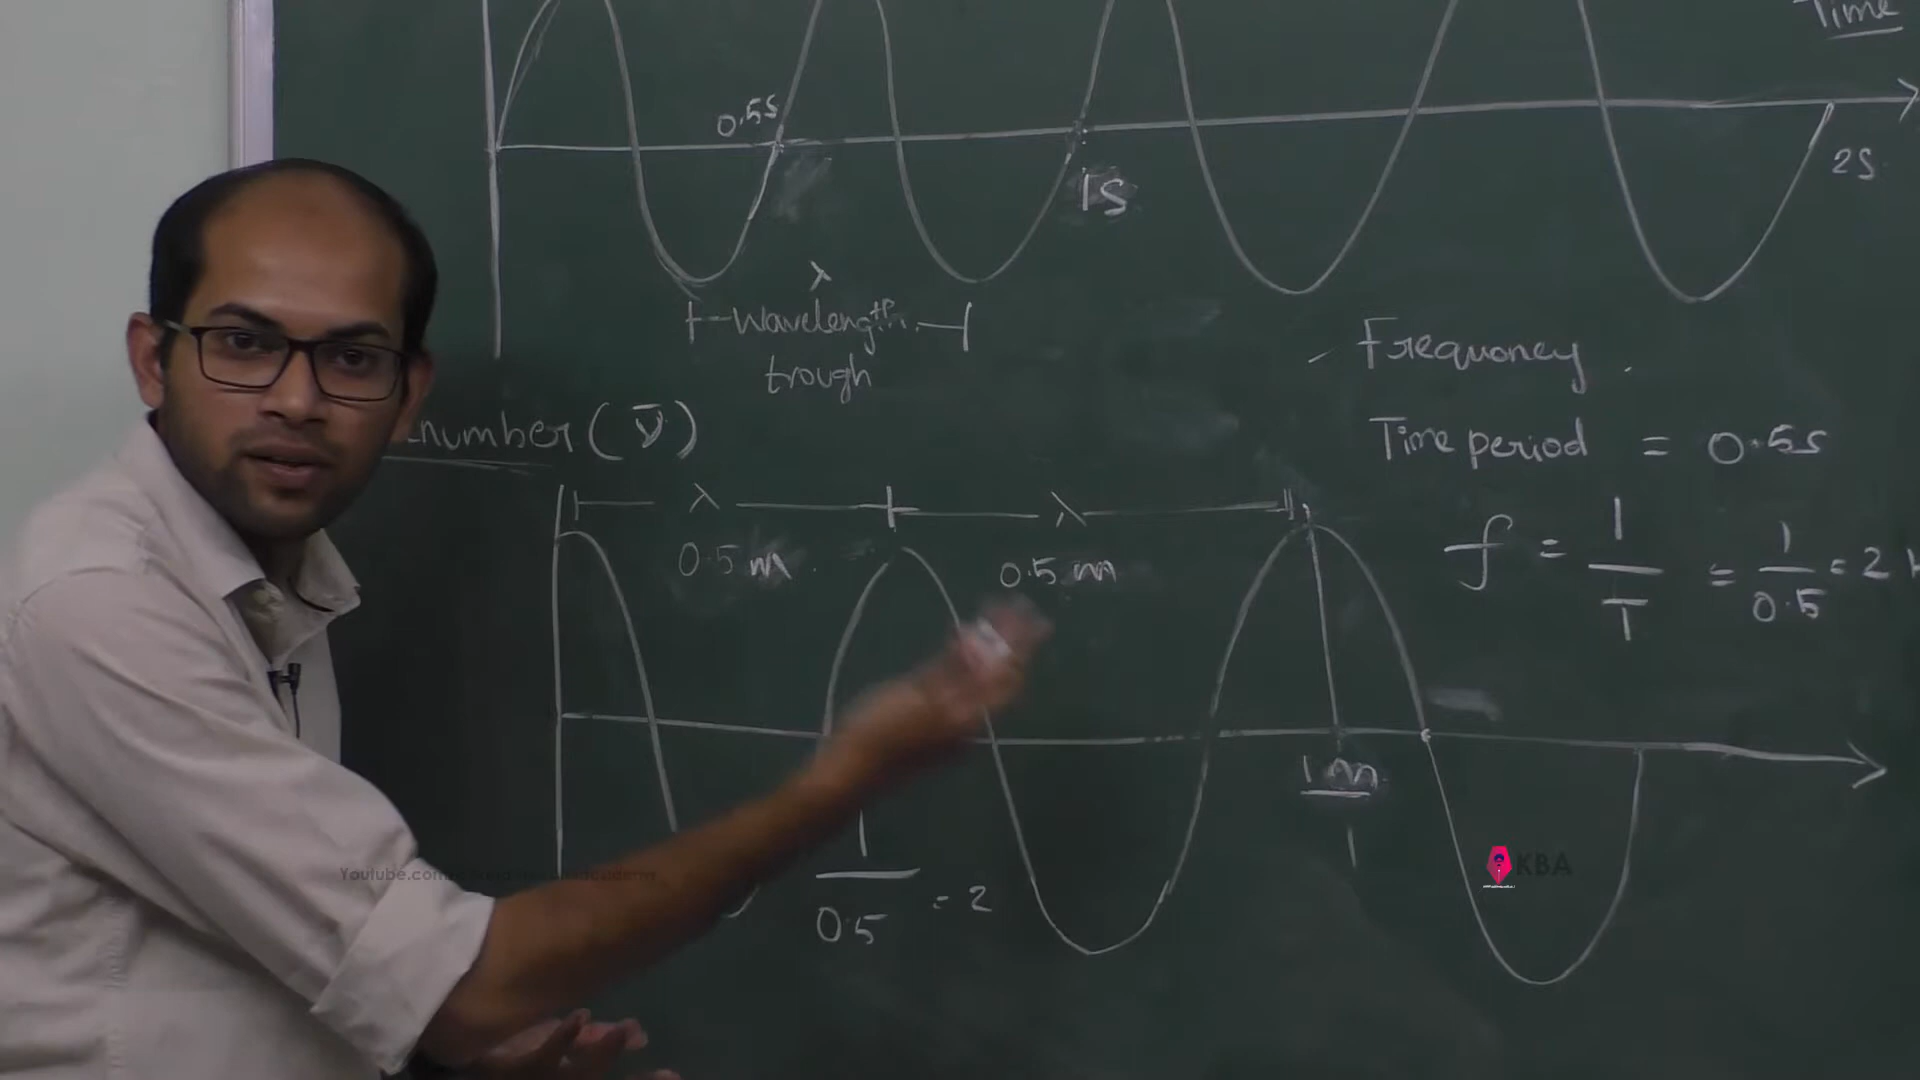 Time
0.5s
1s
2s
λ
wavelength
trough
Frequency
number (ν̄)
Time period = 0.5s
λ λ
0.5 m 0.5 m
f = 1/T = 1/0.5 = 2
1 m
1
1/0.5 = 2
KBA